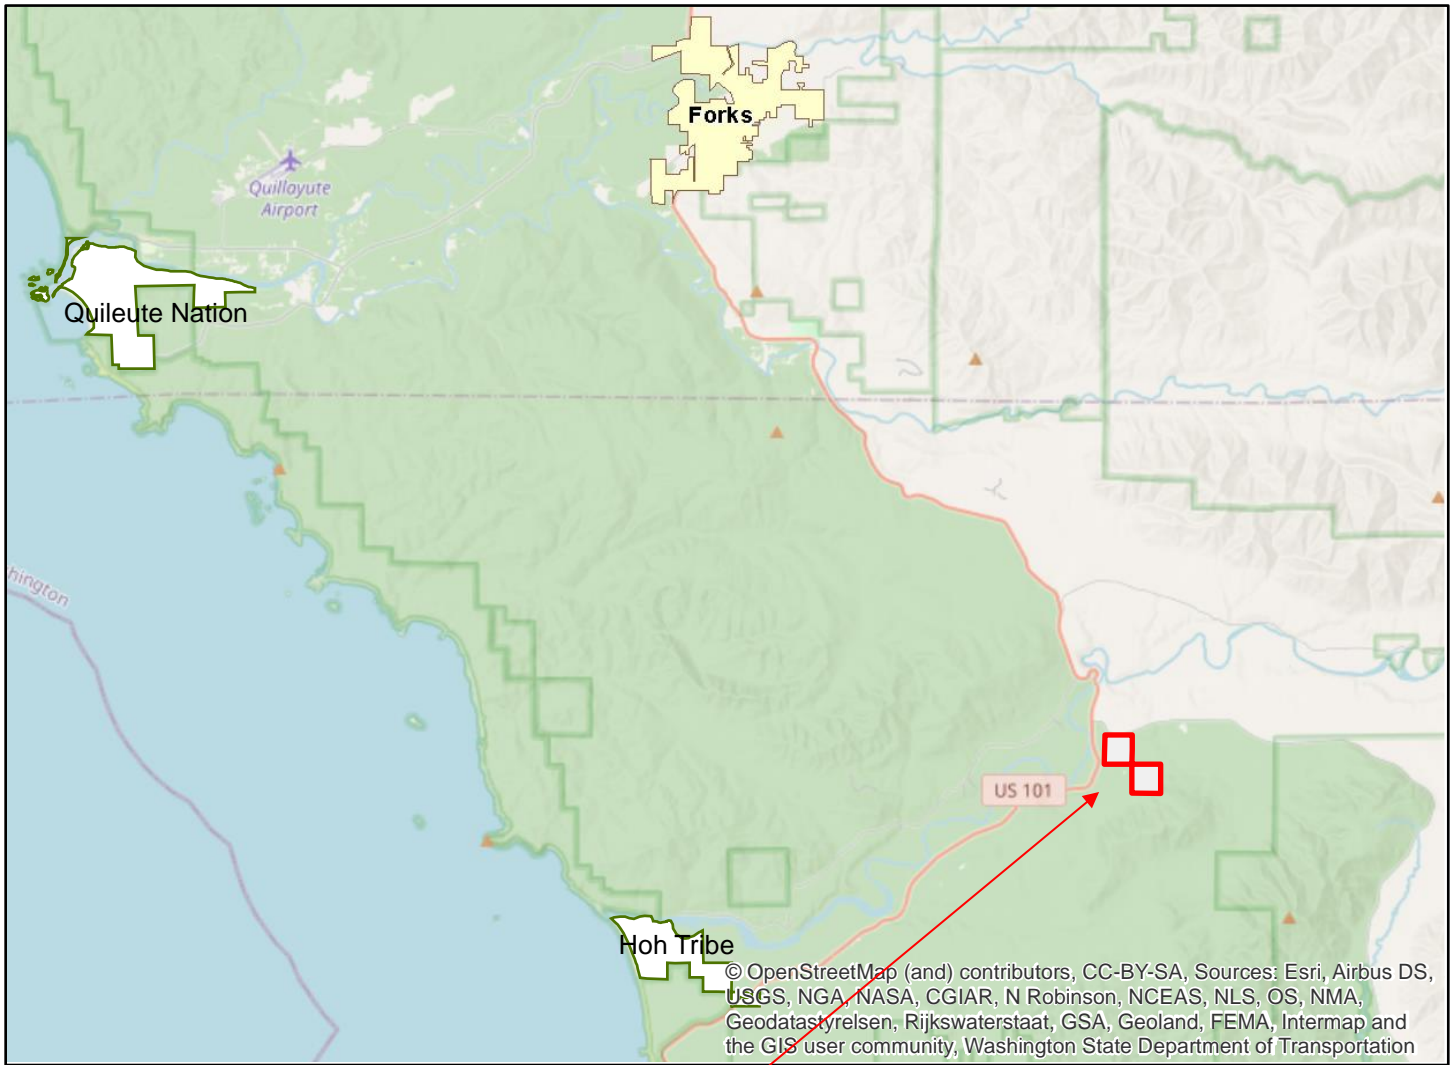 Forks
Quillayute
Airport
Quileute Nation
hington
US 101
Hoh Tribe
© OpenStreetMap (and) contributors, CC-BY-SA, Sources: Esri, Airbus DS,
USGS, NGA, NASA, CGIAR, N Robinson, NCEAS, NLS, OS, NMA,
Geodatastyrelsen, Rijkswaterstaat, GSA, Geoland, FEMA, Intermap and
the GIS user community, Washington State Department of Transportation